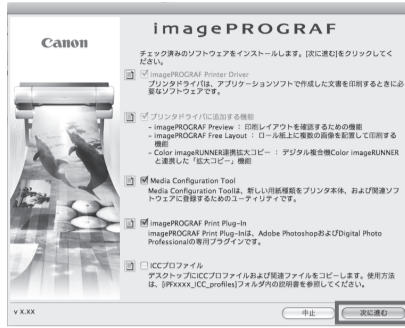 Canon
imagePROGRAF
チェック済みのソフトウェアをインストールします。[次に進む]をクリックしてく
ださい。
imagePROGRAF Printer Driver
プリンタドライバは、アプリケーションソフトで作成した文書を印刷するときに必
要なソフトウェアです。
プリンタドライバに追加する機能
- imagePROGRAF Preview : 印刷レイアウトを確認するための機能
- imagePROGRAF Free Layout : ロール紙上に複数の画像を配置して印刷する
機能
- Color imageRUNNER連携拡大コピー : デジタル複合機Color imageRUNNER
と連携した「拡大コピー」機能
Media Configuration Tool
Media Configuration Toolは、新しい用紙種類をプリンタ本体、および関連ソフ
トウェアに登録するためのユーティリティです。
imagePROGRAF Print Plug-In
imagePROGRAF Print Plug-Inは、Adobe PhotoshopおよびDigital Photo
Professionalの専用プラグインです。
ICCプロファイル
デスクトップにICCプロファイルおよび関連ファイルをコピーします。使用方法
は、[iPFxxxx_ICC_profiles]フォルダ内の説明書を参照してください。
v X.XX
中止
次に進む